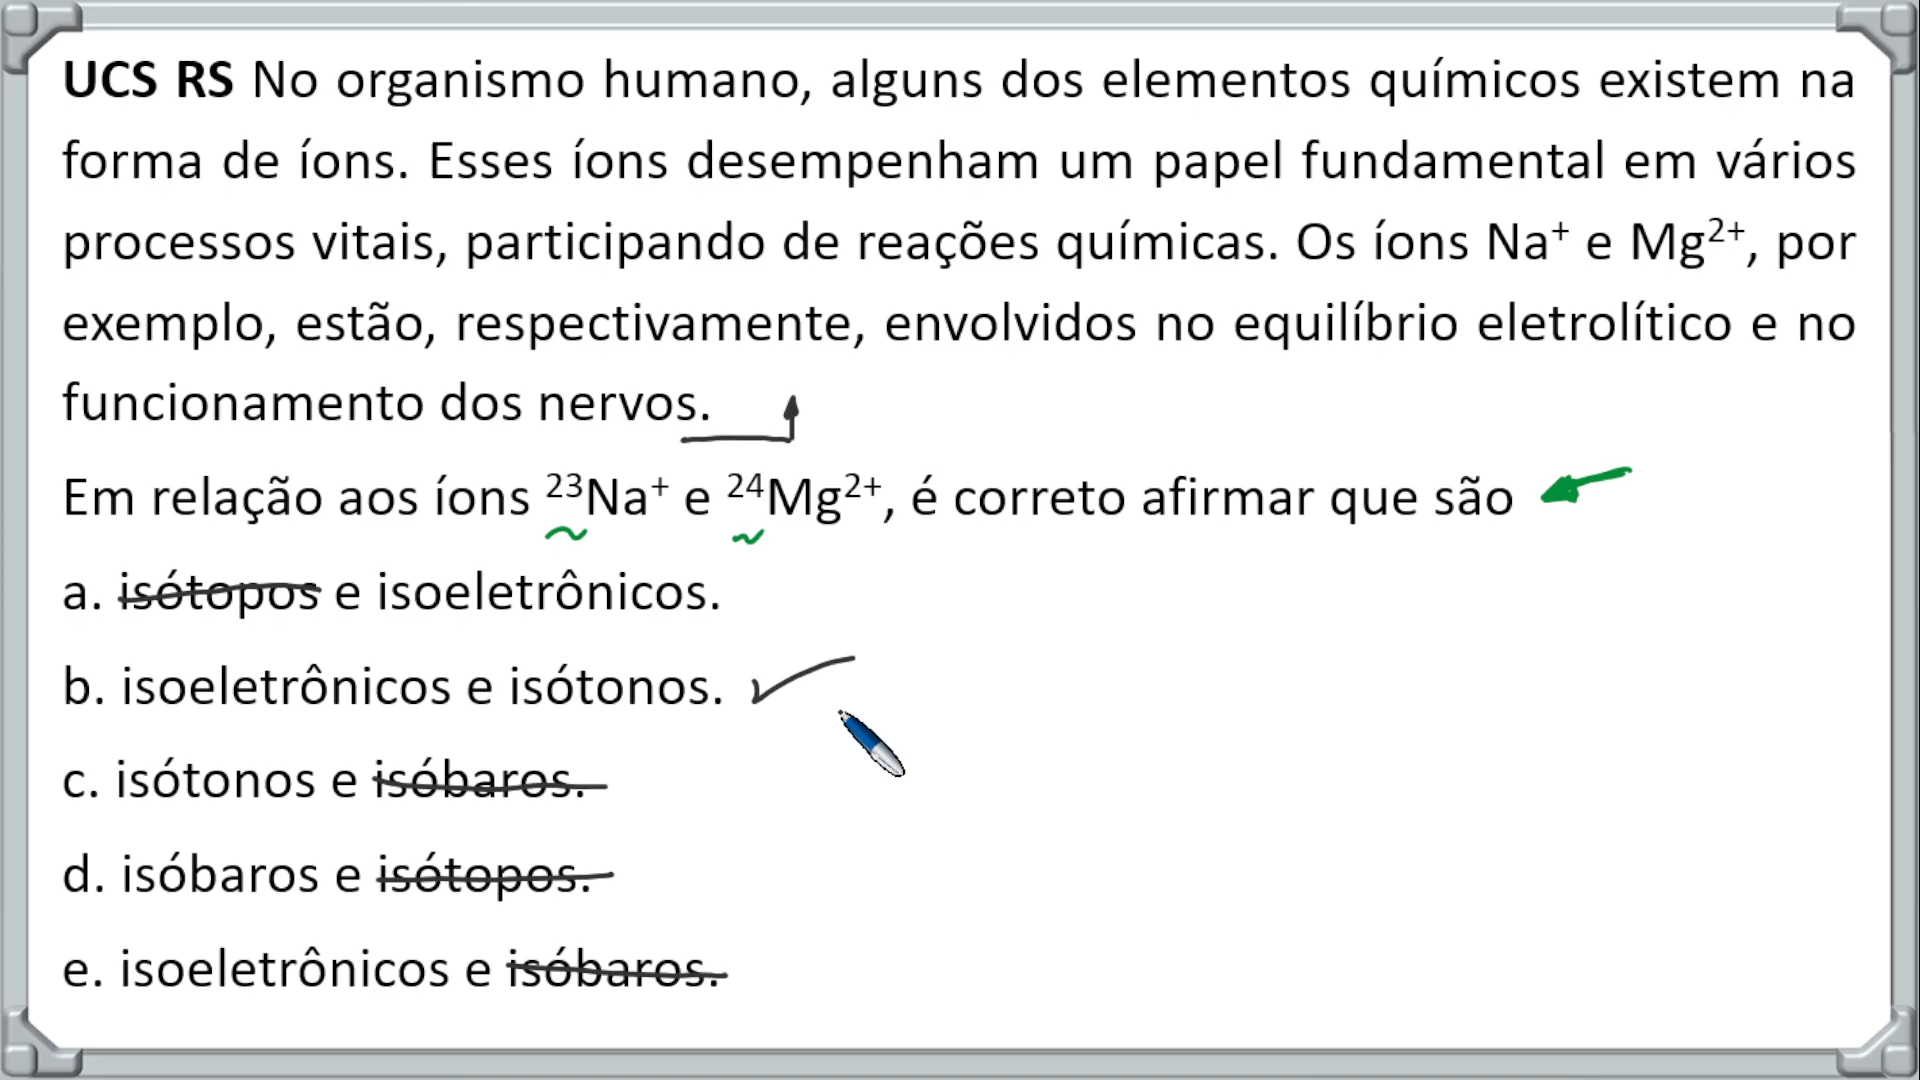 UCS RS No organismo humano, alguns dos elementos químicos existem na
forma de íons. Esses íons desempenham um papel fundamental em vários
processos vitais, participando de reações químicas. Os íons Na⁺ e Mg²⁺, por
exemplo, estão, respectivamente, envolvidos no equilíbrio eletrolítico e no
funcionamento dos nervos.
Em relação aos íons ²³Na⁺ e ²⁴Mg²⁺, é correto afirmar que são
a. isótopos e isoeletrônicos.
b. isoeletrônicos e isótonos.
c. isótonos e isóbaros.
d. isóbaros e isótopos.
e. isoeletrônicos e isóbaros.